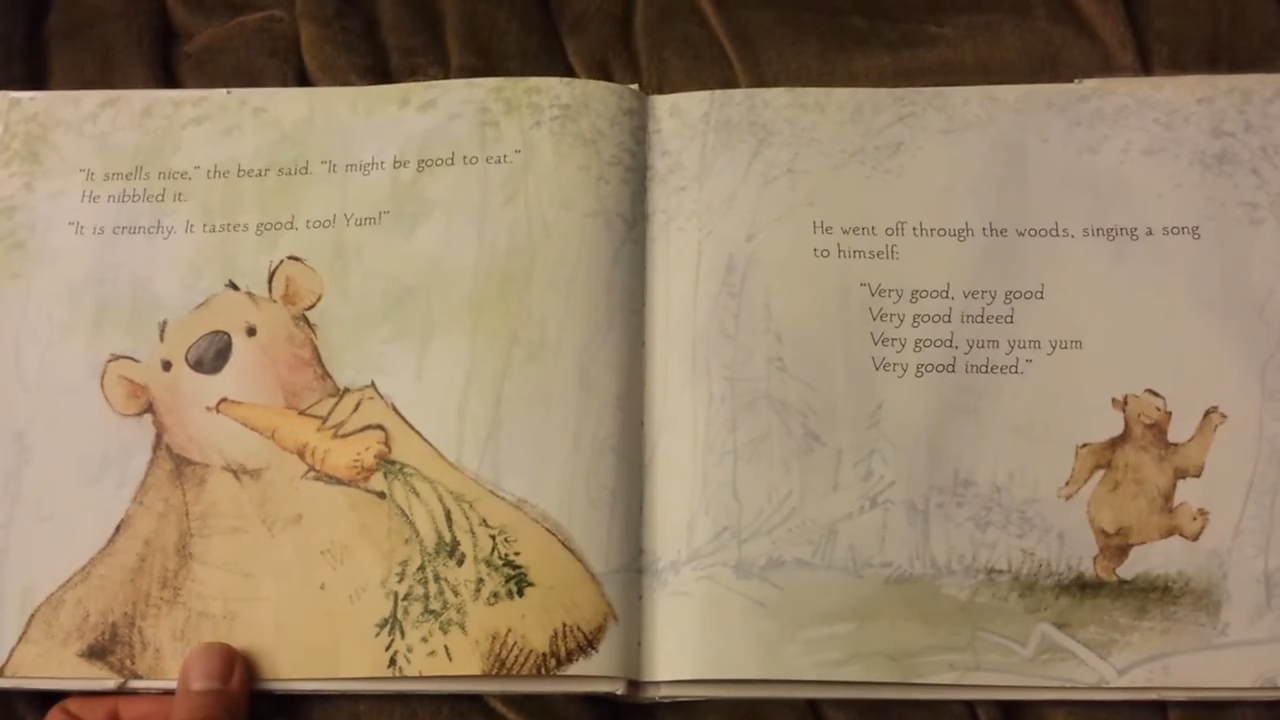 "It smells nice," the bear said. "It might be good to eat."
He nibbled it.
"It is crunchy. It tastes good, too! Yum!"
He went off through the woods, singing a song
to himself:
"Very good, very good
Very good indeed
Very good, yum yum yum
Very good indeed."